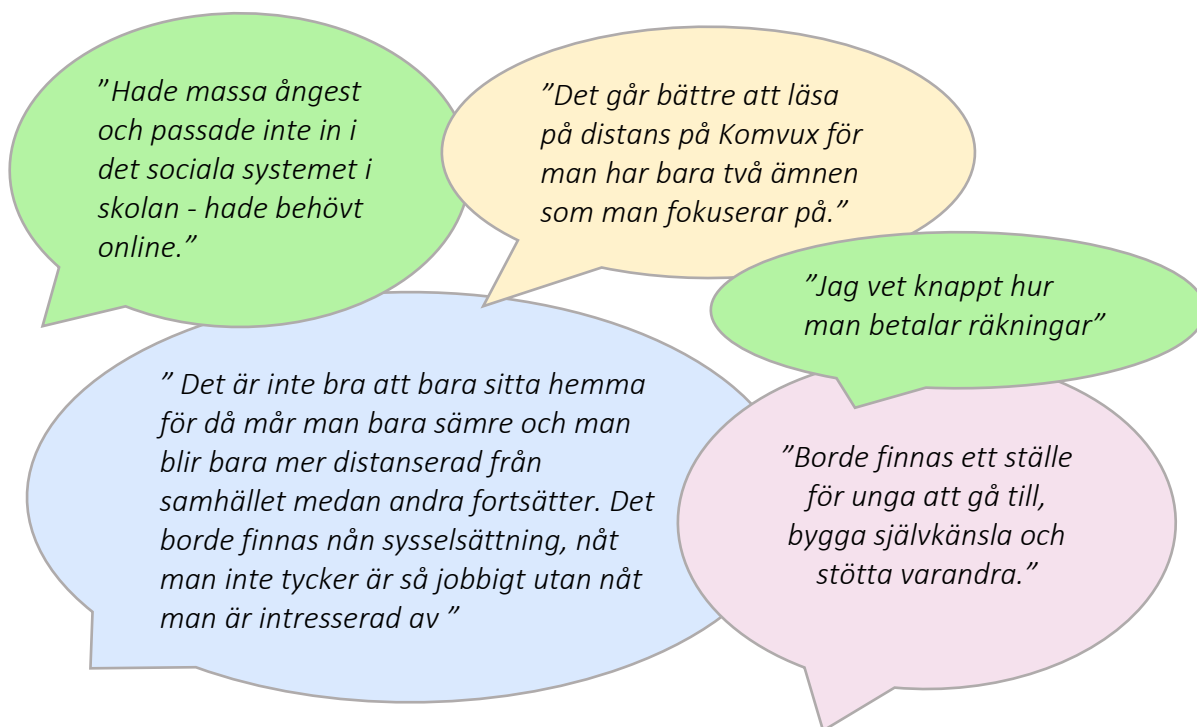 ”Hade massa ångest
och passade inte in i
det sociala systemet i
skolan - hade behövt
online.”
”Det går bättre att läsa
på distans på Komvux för
man har bara två ämnen
som man fokuserar på.”
”Jag vet knappt hur
man betalar räkningar”
” Det är inte bra att bara sitta hemma
för då mår man bara sämre och man
blir bara mer distanserad från
samhället medan andra fortsätter. Det
borde finnas nån sysselsättning, nåt
man inte tycker är så jobbigt utan nåt
man är intresserad av ”
”Borde finnas ett ställe
för unga att gå till,
bygga självkänsla och
stötta varandra.”